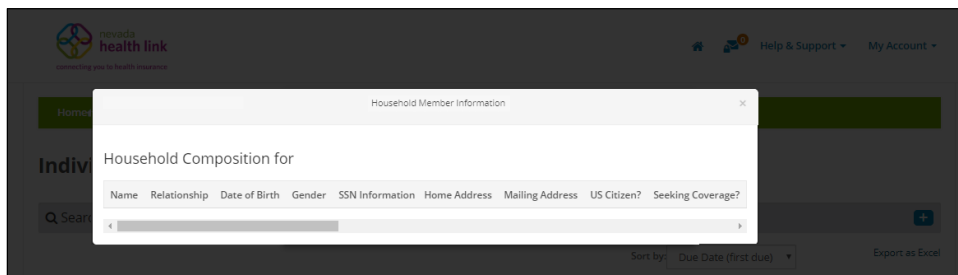 nevada
health link
connecting you to health insurance
0
Help & Support
My Account
Home
Household Member Information
×
Indivi
Household Composition for
Name Relationship Date of Birth Gender SSN Information Home Address Mailing Address US Citizen? Seeking Coverage?
Searc
+
Sort by: Due Date (first due)
Export as Excel